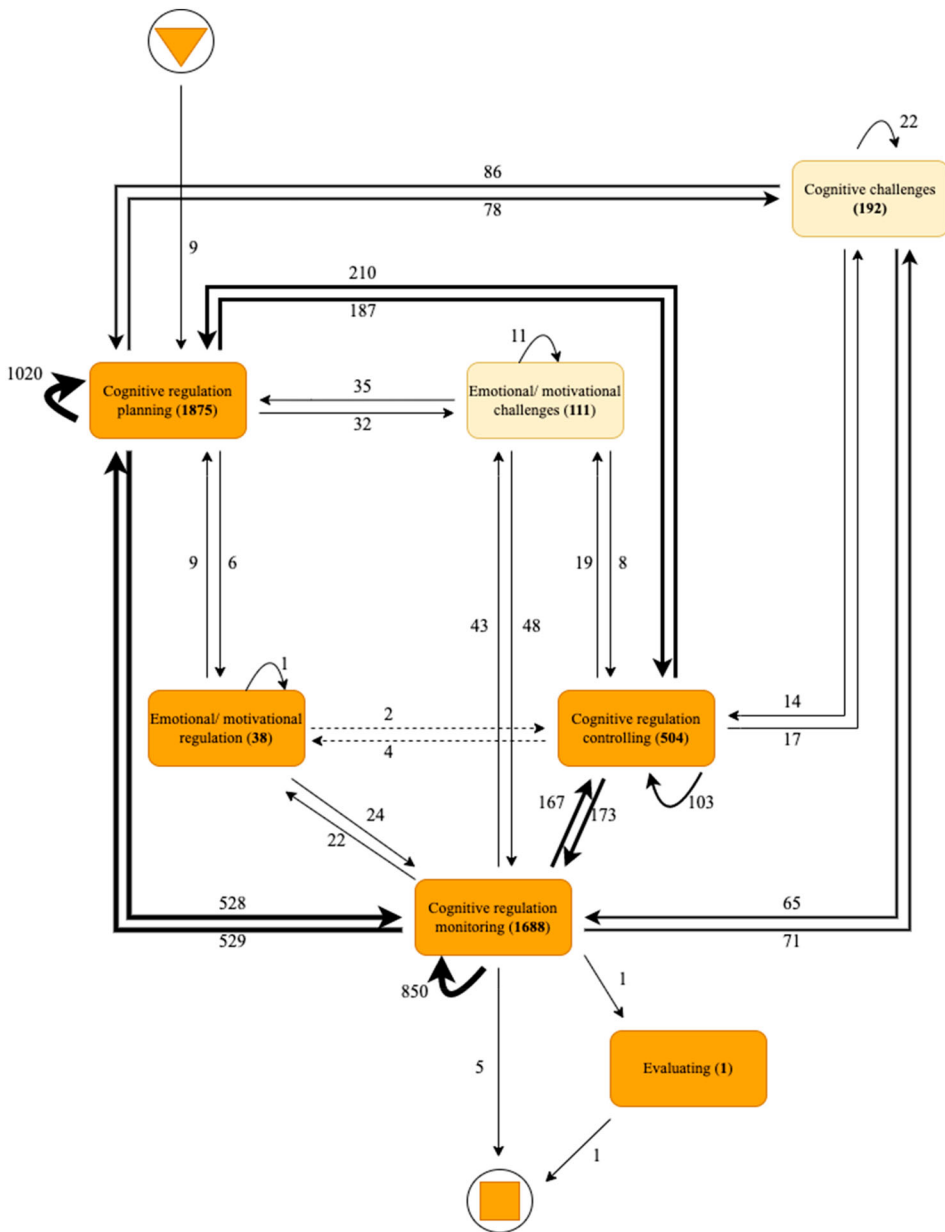 22
Cognitive challenges
(192)
86
78
9
210
187
1020
Cognitive regulation
planning (1875)
35
32
11
Emotional/ motivational
challenges (111)
9
6
43
48
19
8
1
Emotional/ motivational
regulation (38)
2
4
Cognitive regulation
controlling (504)
14
17
103
167
173
24
22
528
529
Cognitive regulation
monitoring (1688)
65
71
850
1
5
Evaluating (1)
1